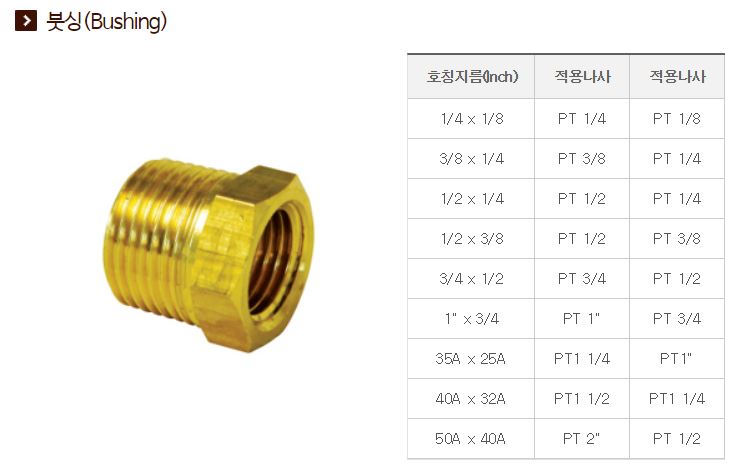 붓싱(Bushing)
호칭지름(Inch) 적용나사 적용나사
1/4 x 1/8 PT 1/4 PT 1/8
3/8 x 1/4 PT 3/8 PT 1/4
1/2 x 1/4 PT 1/2 PT 1/4
1/2 x 3/8 PT 1/2 PT 3/8
3/4 x 1/2 PT 3/4 PT 1/2
1" x 3/4 PT 1" PT 3/4
35A x 25A PT1 1/4 PT1"
40A x 32A PT1 1/2 PT1 1/4
50A x 40A PT 2" PT 1/2